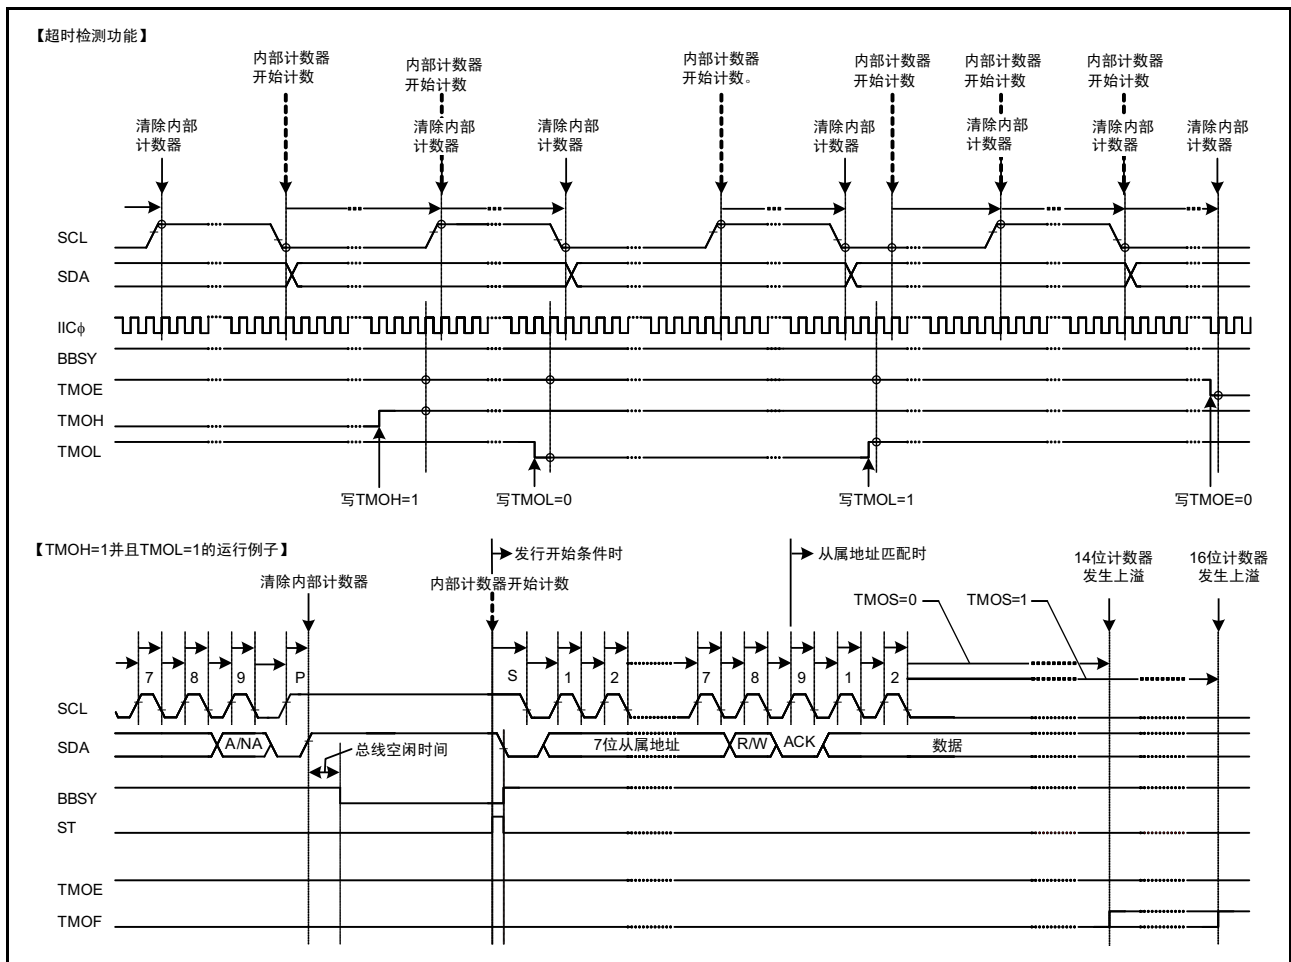 【超时检测功能】
内部计数器
开始计数
内部计数器
开始计数
内部计数器
开始计数。
内部计数器
开始计数
内部计数器
开始计数
内部计数器
开始计数
清除内部
计数器
清除内部
计数器
清除内部
计数器
清除内部
计数器
清除内部
计数器
清除内部
计数器
清除内部
计数器
SCL
SDA
IICφ
BBSY
TMOE
TMOH
TMOL
写TMOH=1
写TMOL=0
写TMOL=1
写TMOE=0
【TMOH=1并且TMOL=1的运行例子】
发行开始条件时
从属地址匹配时
清除内部计数器
内部计数器开始计数
14位计数器
发生上溢
16位计数器
发生上溢
TMOS=0
TMOS=1
7 8 9 P S 1 2 7 8 9 1 2
SCL
SDA
A/NA
7位从属地址
R/W
ACK
数据
总线空闲时间
BBSY
ST
TMOE
TMOF